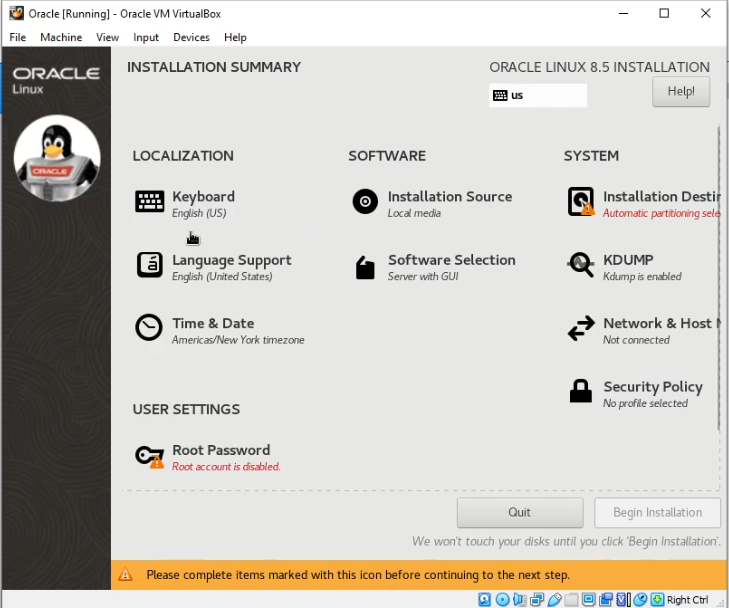 Oracle [Running] - Oracle VM VirtualBox
File Machine View Input Devices Help
ORACLE
Linux
INSTALLATION SUMMARY
ORACLE LINUX 8.5 INSTALLATION
us
Help!
ORACLE
LOCALIZATION
Keyboard
English (US)
Language Support
English (United States)
Time & Date
Americas/New York timezone
SOFTWARE
Installation Source
Local media
Software Selection
Server with GUI
SYSTEM
Installation Destin
Automatic partitioning sele
KDUMP
Kdump is enabled
Network & Host N
Not connected
Security Policy
No profile selected
USER SETTINGS
Root Password
Root account is disabled.
Quit
Begin Installation
We won't touch your disks until you click 'Begin Installation'.
Please complete items marked with this icon before continuing to the next step.
Right Ctrl